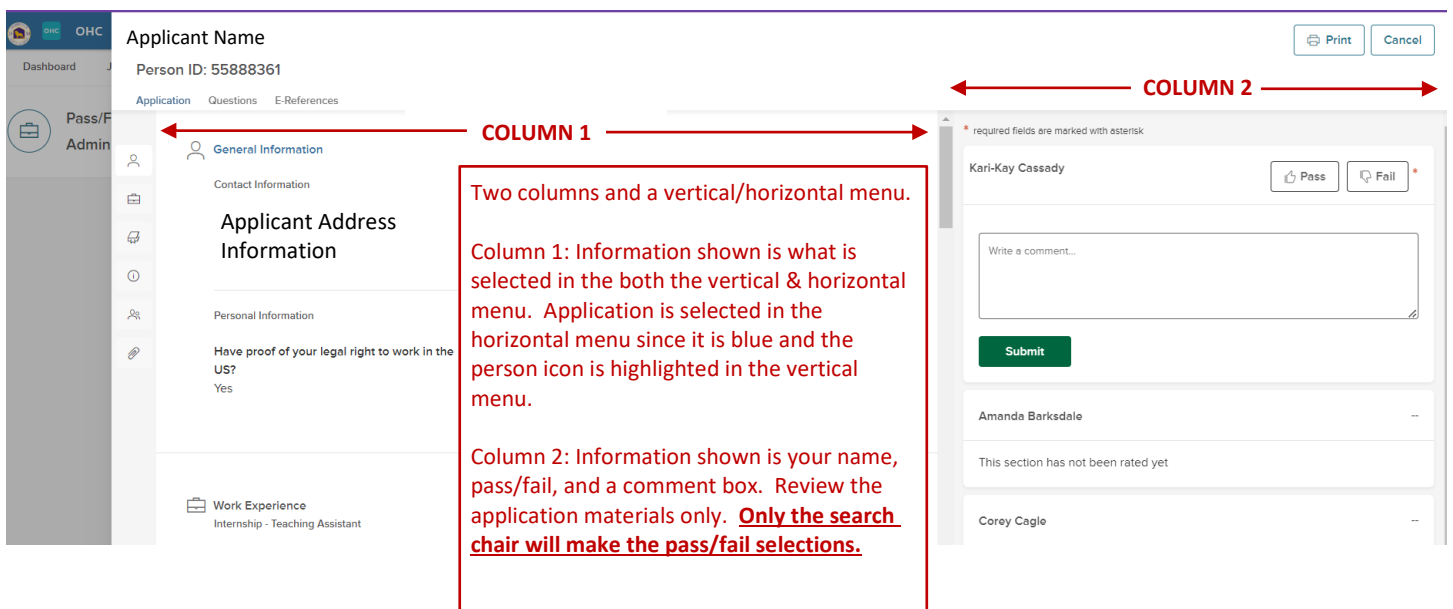 OHC OHC
Dashboard J
Pass/F
Admin
Applicant Name
Person ID: 55888361
Application Questions E-References
Print Cancel
COLUMN 1
COLUMN 2
General Information
Contact Information
Applicant Address
Information
Personal Information
Have proof of your legal right to work in the
US?
Yes
Work Experience
Internship - Teaching Assistant
Two columns and a vertical/horizontal menu.
Column 1: Information shown is what is
selected in the both the vertical & horizontal
menu. Application is selected in the
horizontal menu since it is blue and the
person icon is highlighted in the vertical
menu.
Column 2: Information shown is your name,
pass/fail, and a comment box. Review the
application materials only. Only the search
chair will make the pass/fail selections.
* required fields are marked with asterisk
Kari-Kay Cassady
Pass Fail *
Write a comment...
Submit
Amanda Barksdale --
This section has not been rated yet
Corey Cagle --